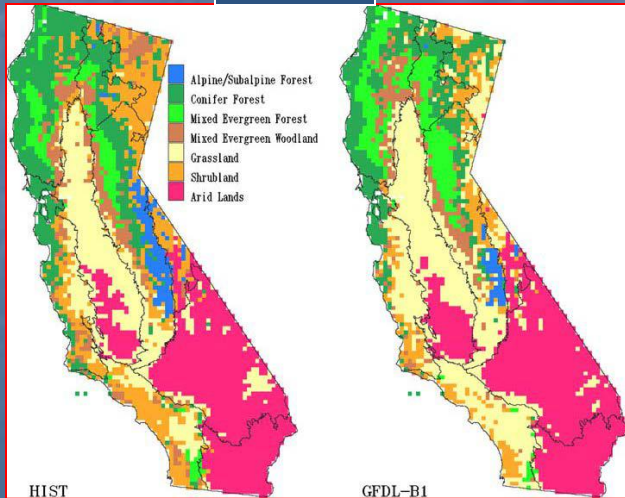 Alpine/Subalpine Forest
Conifer Forest
Mixed Evergreen Forest
Mixed Evergreen Woodland
Grassland
Shrubland
Arid Lands
HIST
GFDL-B1